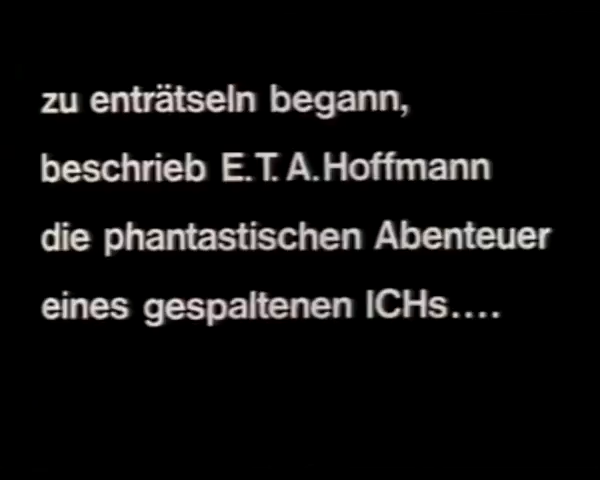 zu enträtseln begann,
beschrieb E.T.A.Hoffmann
die phantastischen Abenteuer
eines gespaltenen ICHs....